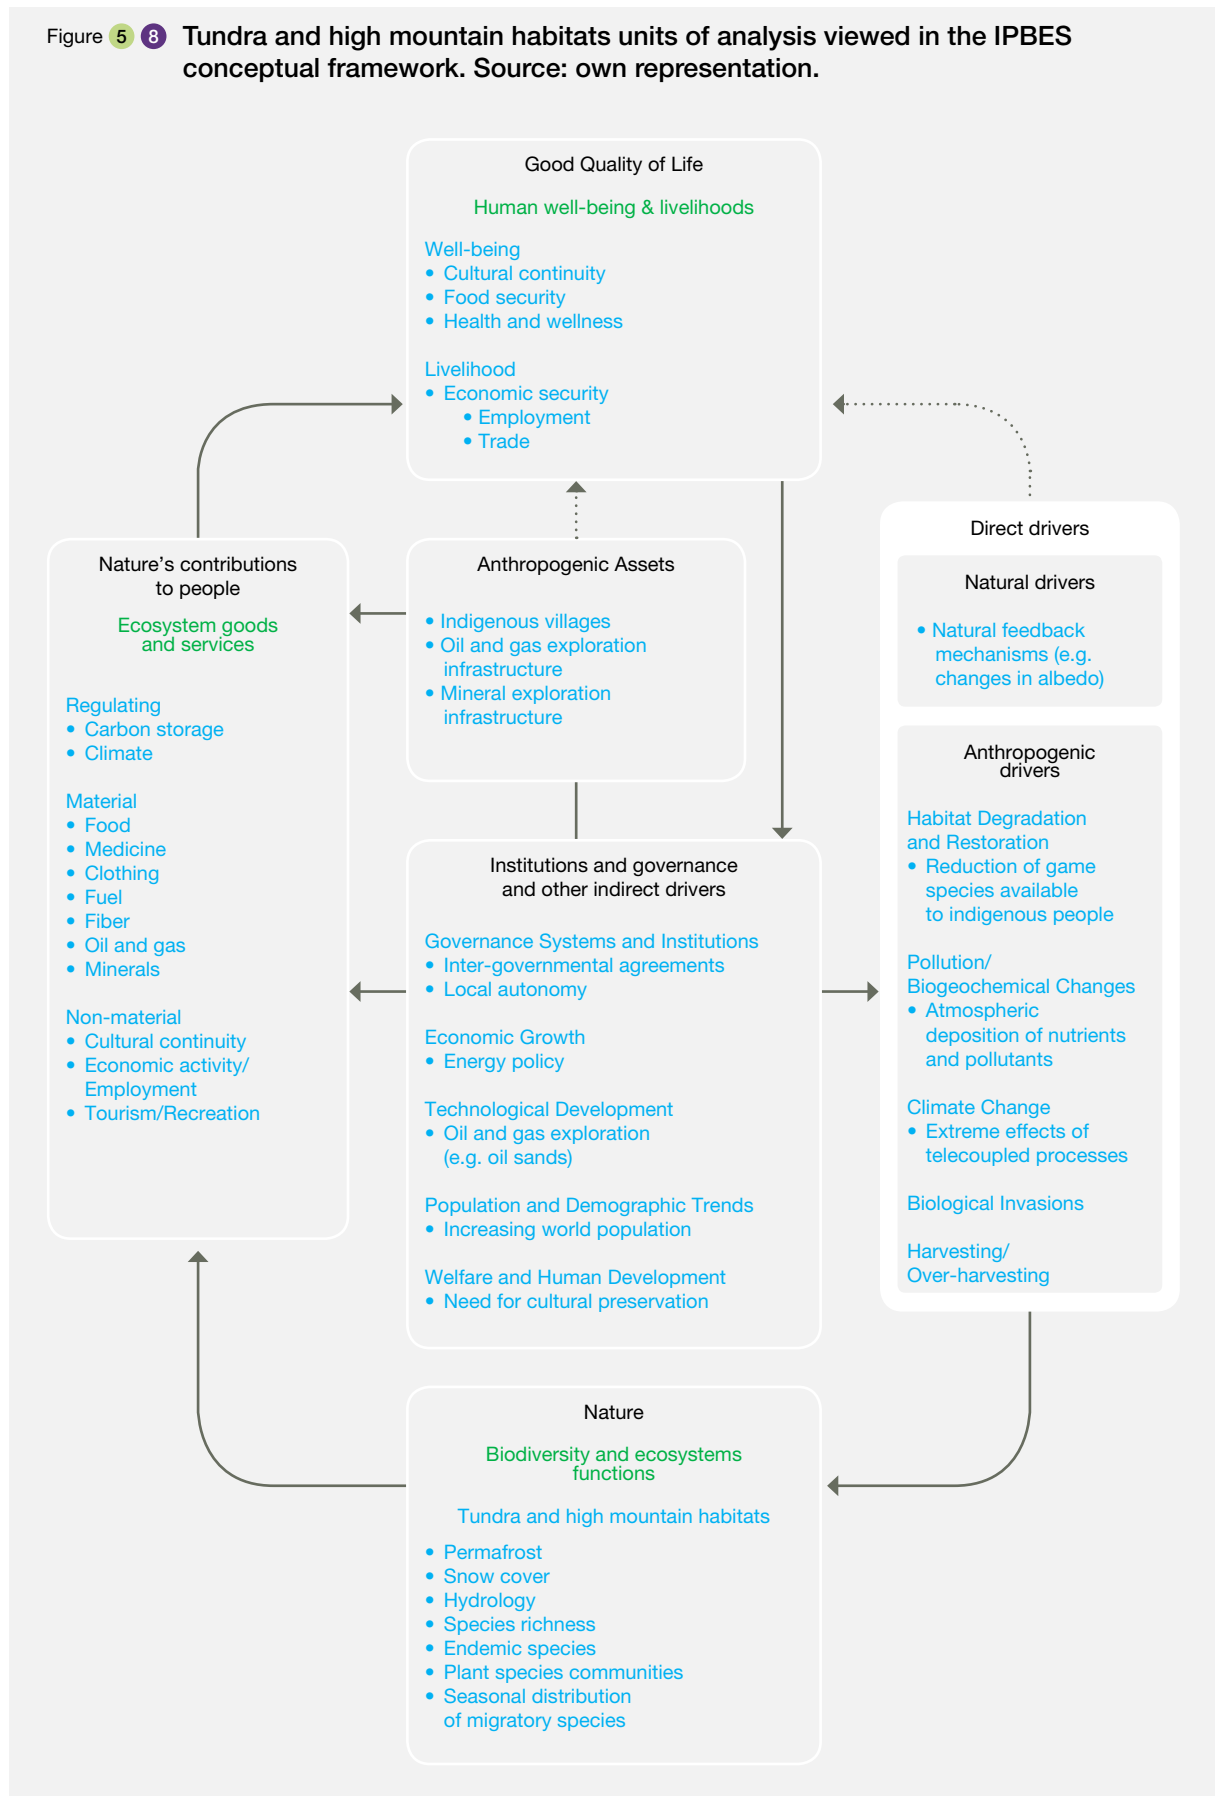 Figure 5 8 Tundra and high mountain habitats units of analysis viewed in the IPBES
conceptual framework. Source: own representation.
Good Quality of Life
Human well-being & livelihoods
Well-being
• Cultural continuity
• Food security
• Health and wellness
Livelihood
• Economic security
• Employment
• Trade
Nature's contributions
to people
Ecosystem goods
and services
Regulating
• Carbon storage
• Climate
Material
• Food
• Medicine
• Clothing
• Fuel
• Fiber
• Oil and gas
• Minerals
Non-material
• Cultural continuity
• Economic activity/
Employment
• Tourism/Recreation
Anthropogenic Assets
• Indigenous villages
• Oil and gas exploration
infrastructure
• Mineral exploration
infrastructure
Institutions and governance
and other indirect drivers
Governance Systems and Institutions
• Inter-governmental agreements
• Local autonomy
Economic Growth
• Energy policy
Technological Development
• Oil and gas exploration
(e.g. oil sands)
Population and Demographic Trends
• Increasing world population
Welfare and Human Development
• Need for cultural preservation
Direct drivers
Natural drivers
• Natural feedback
mechanisms (e.g.
changes in albedo)
Anthropogenic
drivers
Habitat Degradation
and Restoration
• Reduction of game
species available
to indigenous people
Pollution/
Biogeochemical Changes
• Atmospheric
deposition of nutrients
and pollutants
Climate Change
• Extreme effects of
telecoupled processes
Biological Invasions
Harvesting/
Over-harvesting
Nature
Biodiversity and ecosystems
functions
Tundra and high mountain habitats
• Permafrost
• Snow cover
• Hydrology
• Species richness
• Endemic species
• Plant species communities
• Seasonal distribution
of migratory species